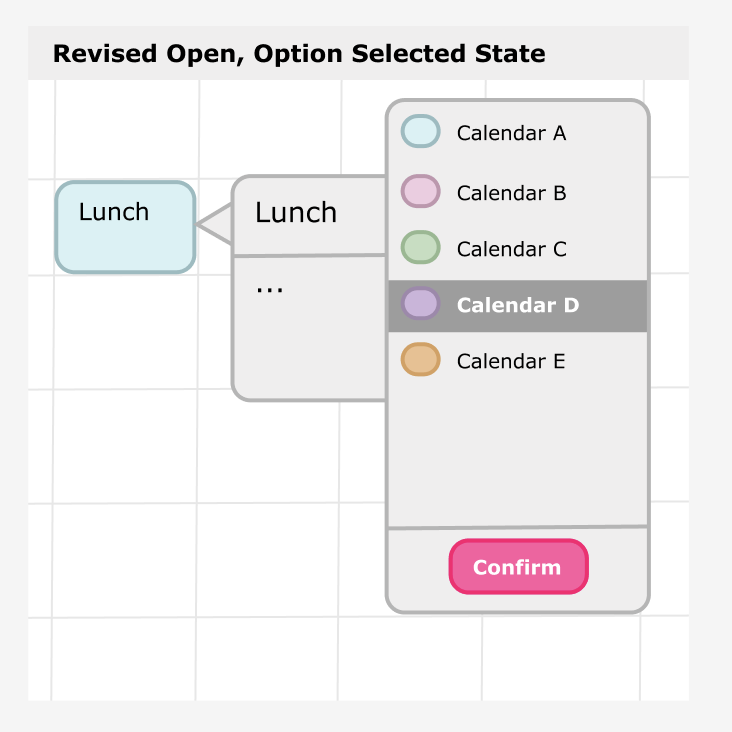 Revised Open, Option Selected State
Lunch
Lunch
...
Calendar A
Calendar B
Calendar C
Calendar D
Calendar E
Confirm